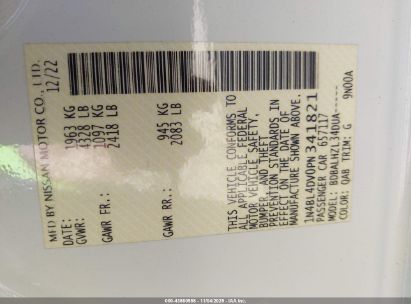 MFD BY NISSAN MOTOR CO., LTD.
DATE: 12/22
GVWR: 1963 KG
4328 LB
GAWR FR.: 1097 KG
2418 LB
GAWR RR.: 945 KG
2083 LB
THIS VEHICLE CONFORMS TO
ALL APPLICABLE FEDERAL
MOTOR VEHICLE SAFETY,
BUMPER, AND THEFT
PREVENTION STANDARDS IN
EFFECT ON THE DATE OF
MANUFACTURE SHOWN ABOVE.
1N4BL4DV0PN341821
PASSENGER CAR
MODEL:
COLOR: QAB TRIM: G 9N00A